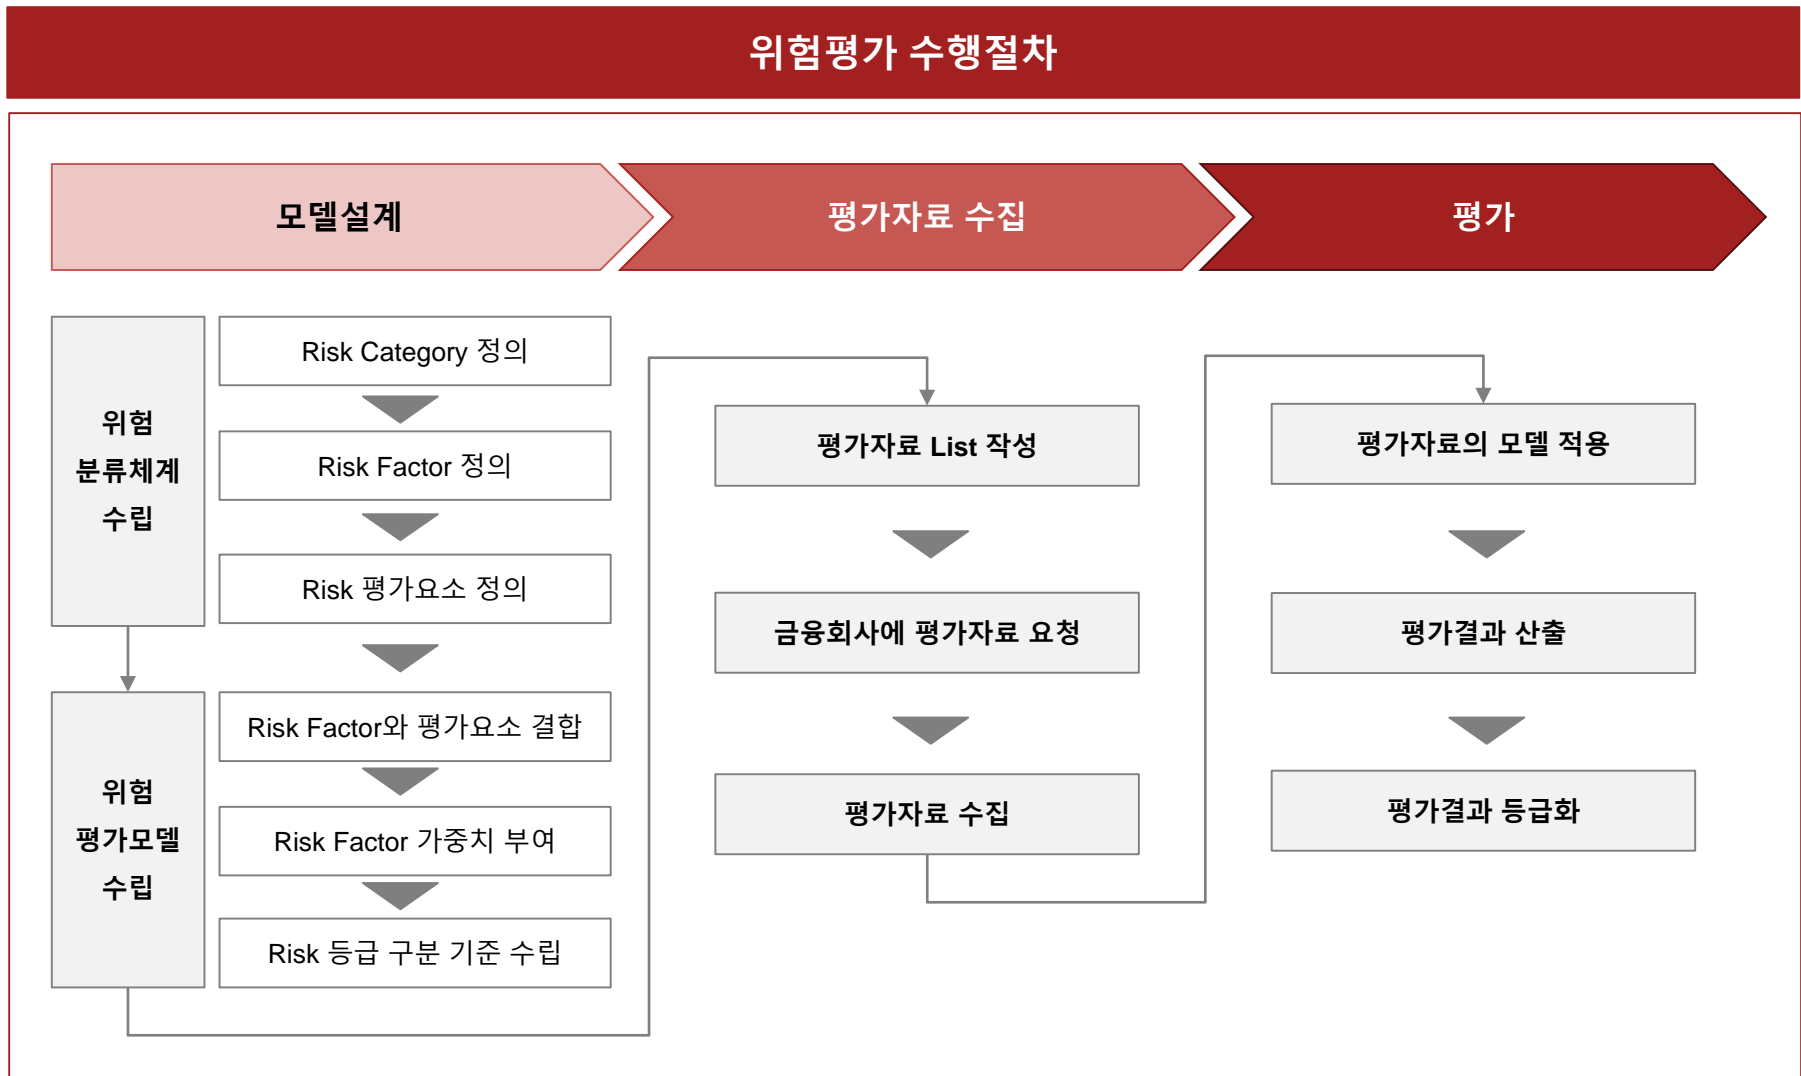 위험평가 수행절차
모델설계
평가자료 수집
평가
위험
분류체계
수립
Risk Category 정의
Risk Factor 정의
Risk 평가요소 정의
위험
평가모델
수립
Risk Factor와 평가요소 결합
Risk Factor 가중치 부여
Risk 등급 구분 기준 수립
평가자료 List 작성
금융회사에 평가자료 요청
평가자료 수집
평가자료의 모델 적용
평가결과 산출
평가결과 등급화